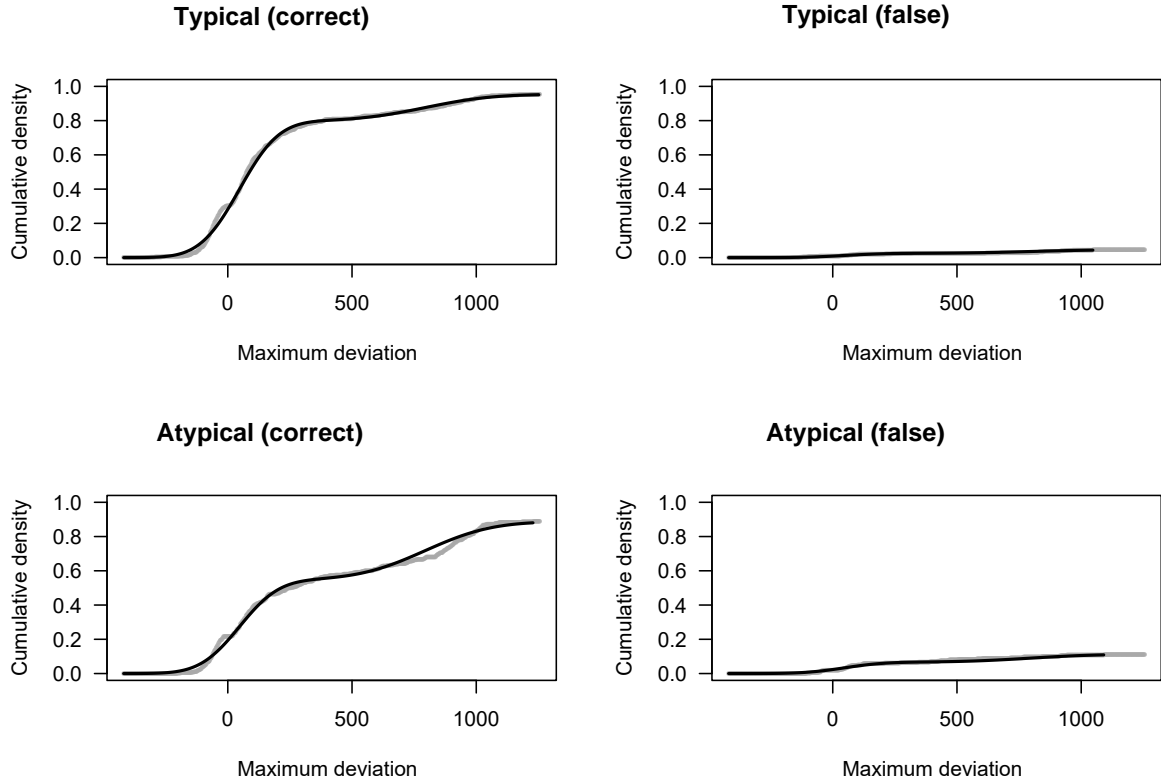 Typical (correct)
Cumulative density
1.0
0.8
0.6
0.4
0.2
0.0
0 500 1000
Maximum deviation
Typical (false)
Cumulative density
1.0
0.8
0.6
0.4
0.2
0.0
0 500 1000
Maximum deviation
Atypical (correct)
Cumulative density
1.0
0.8
0.6
0.4
0.2
0.0
0 500 1000
Maximum deviation
Atypical (false)
Cumulative density
1.0
0.8
0.6
0.4
0.2
0.0
0 500 1000
Maximum deviation